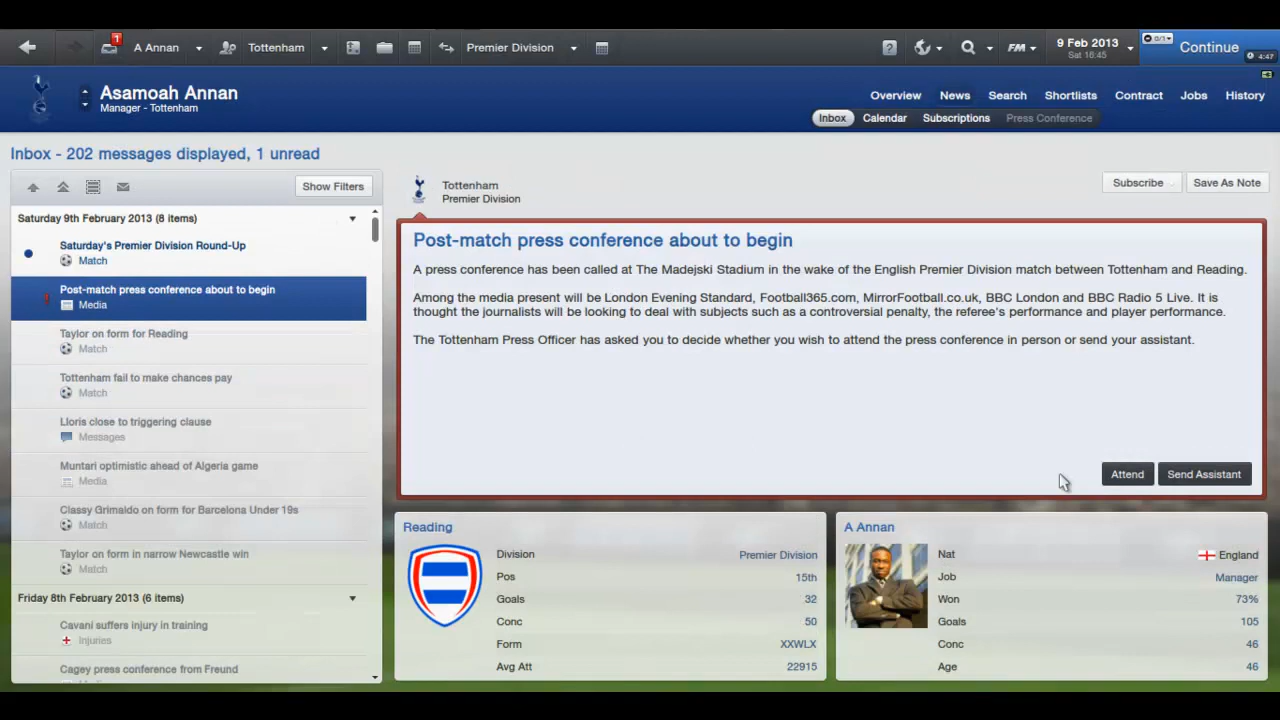 1
A Annan
Tottenham
Premier Division
?
FM
9 Feb 2013
Sat 16:45
0/1
Continue
4:47
Asamoah Annan
Manager - Tottenham
Overview
News
Search
Shortlists
Contract
Jobs
History
Inbox
Calendar
Subscriptions
Press Conference
Inbox - 202 messages displayed, 1 unread
Show Filters
Saturday 9th February 2013 (8 items)
Saturday's Premier Division Round-Up
Match
Post-match press conference about to begin
Media
Taylor on form for Reading
Match
Tottenham fail to make chances pay
Match
Lloris close to triggering clause
Messages
Muntari optimistic ahead of Algeria game
Media
Classy Grimaldo on form for Barcelona Under 19s
Match
Taylor on form in narrow Newcastle win
Match
Friday 8th February 2013 (6 items)
Cavani suffers injury in training
Injuries
Cagey press conference from Freund
Tottenham
Premier Division
Subscribe
Save As Note
Post-match press conference about to begin
A press conference has been called at The Madejski Stadium in the wake of the English Premier Division match between Tottenham and Reading.
Among the media present will be London Evening Standard, Football365.com, MirrorFootball.co.uk, BBC London and BBC Radio 5 Live. It is
thought the journalists will be looking to deal with subjects such as a controversial penalty, the referee's performance and player performance.
The Tottenham Press Officer has asked you to decide whether you wish to attend the press conference in person or send your assistant.
Attend
Send Assistant
Reading
Division Premier Division
Pos 15th
Goals 32
Conc 50
Form XXWLX
Avg Att 22915
A Annan
Nat England
Job Manager
Won 73%
Goals 105
Conc 46
Age 46